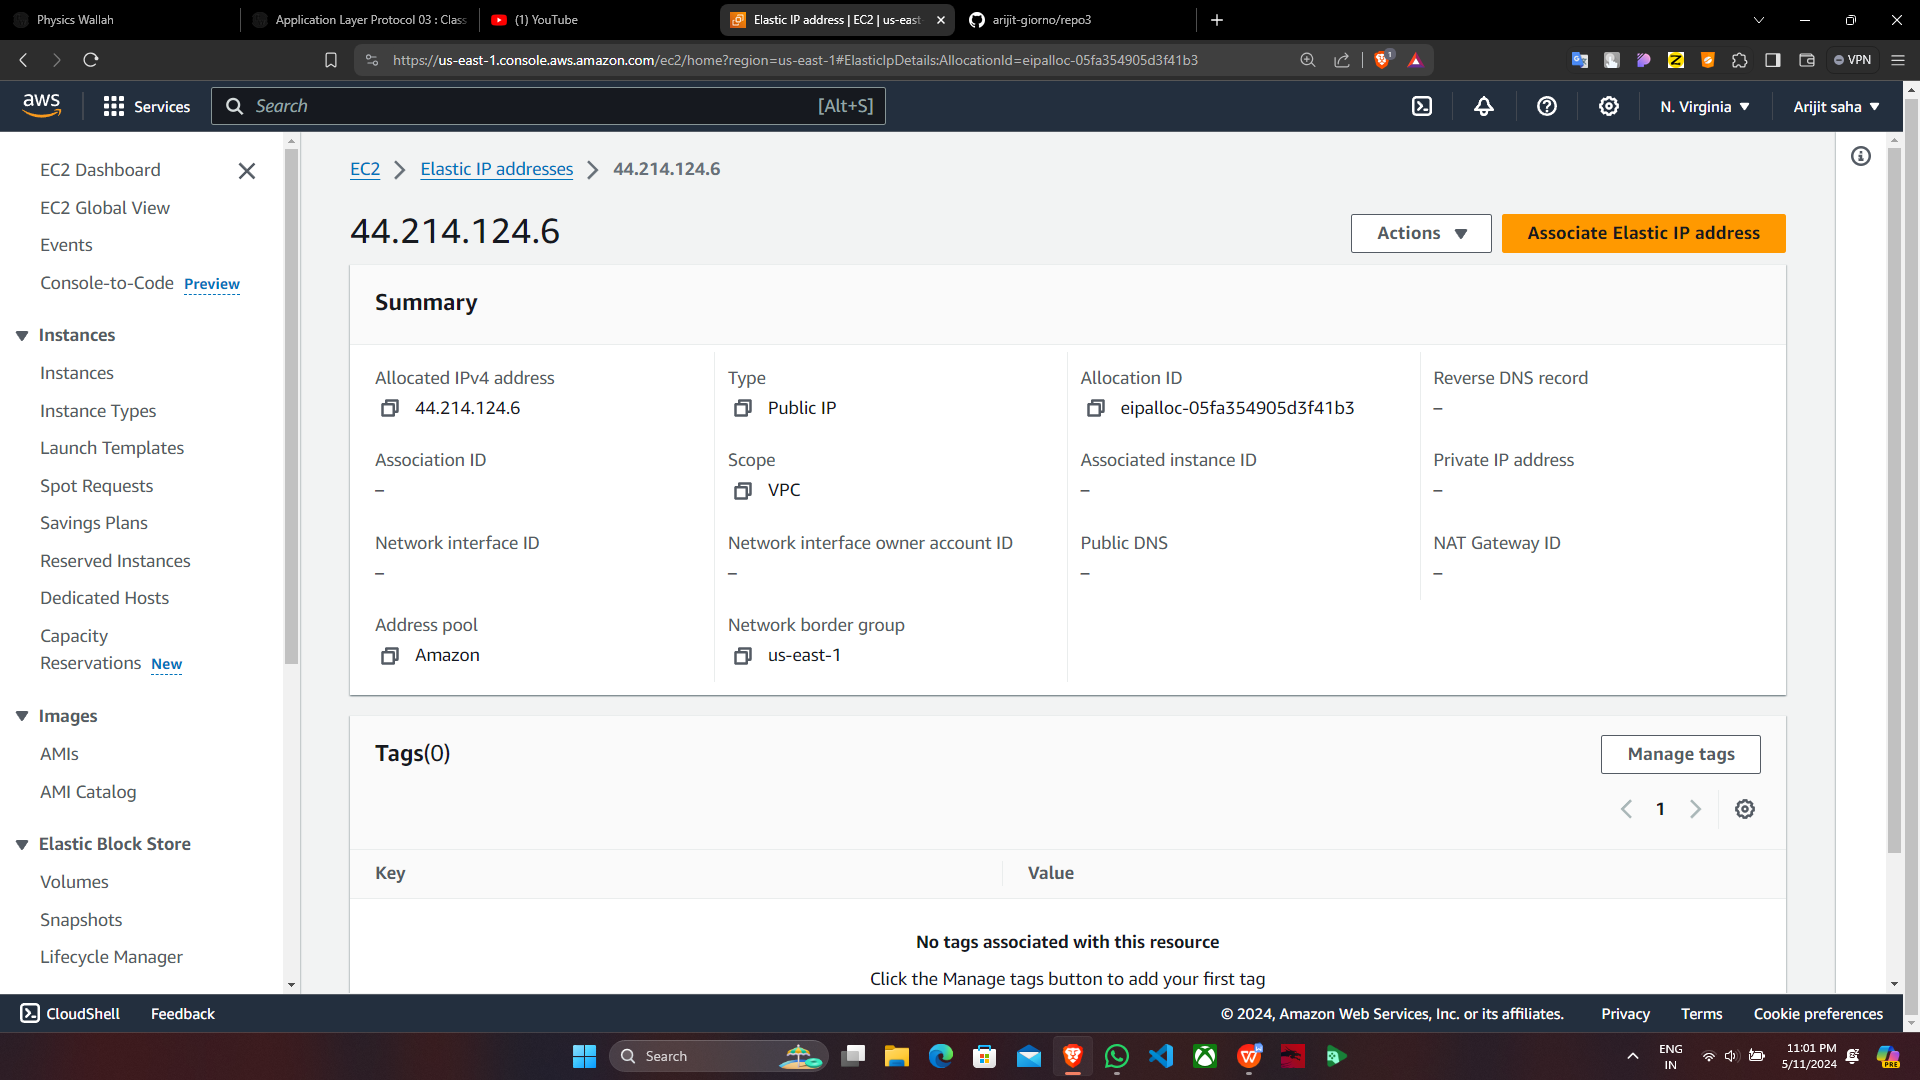 Physics Wallah
Application Layer Protocol 03 : Class
(1) YouTube
Elastic IP address | EC2 | us-east
arijit-giorno/repo3
https://us-east-1.console.aws.amazon.com/ec2/home?region=us-east-1#ElasticIpDetails:AllocationId=eipalloc-05fa354905d3f41b3
1
VPN
aws
Services
Search
[Alt+S]
N. Virginia
Arijit saha
EC2 Dashboard
EC2 Global View
Events
Console-to-Code Preview
Instances
Instances
Instance Types
Launch Templates
Spot Requests
Savings Plans
Reserved Instances
Dedicated Hosts
Capacity
Reservations New
Images
AMIs
AMI Catalog
Elastic Block Store
Volumes
Snapshots
Lifecycle Manager
EC2
Elastic IP addresses
44.214.124.6
44.214.124.6
Actions
Associate Elastic IP address
Summary
Allocated IPv4 address
44.214.124.6
Type
Public IP
Allocation ID
eipalloc-05fa354905d3f41b3
Reverse DNS record
–
Association ID
–
Scope
VPC
Associated instance ID
–
Private IP address
–
Network interface ID
–
Network interface owner account ID
–
Public DNS
–
NAT Gateway ID
–
Address pool
Amazon
Network border group
us-east-1
Tags(0)
Manage tags
1
Key
Value
No tags associated with this resource
Click the Manage tags button to add your first tag
CloudShell
Feedback
© 2024, Amazon Web Services, Inc. or its affiliates.
Privacy
Terms
Cookie preferences
Search
ENG
IN
11:01 PM
5/11/2024
PRE